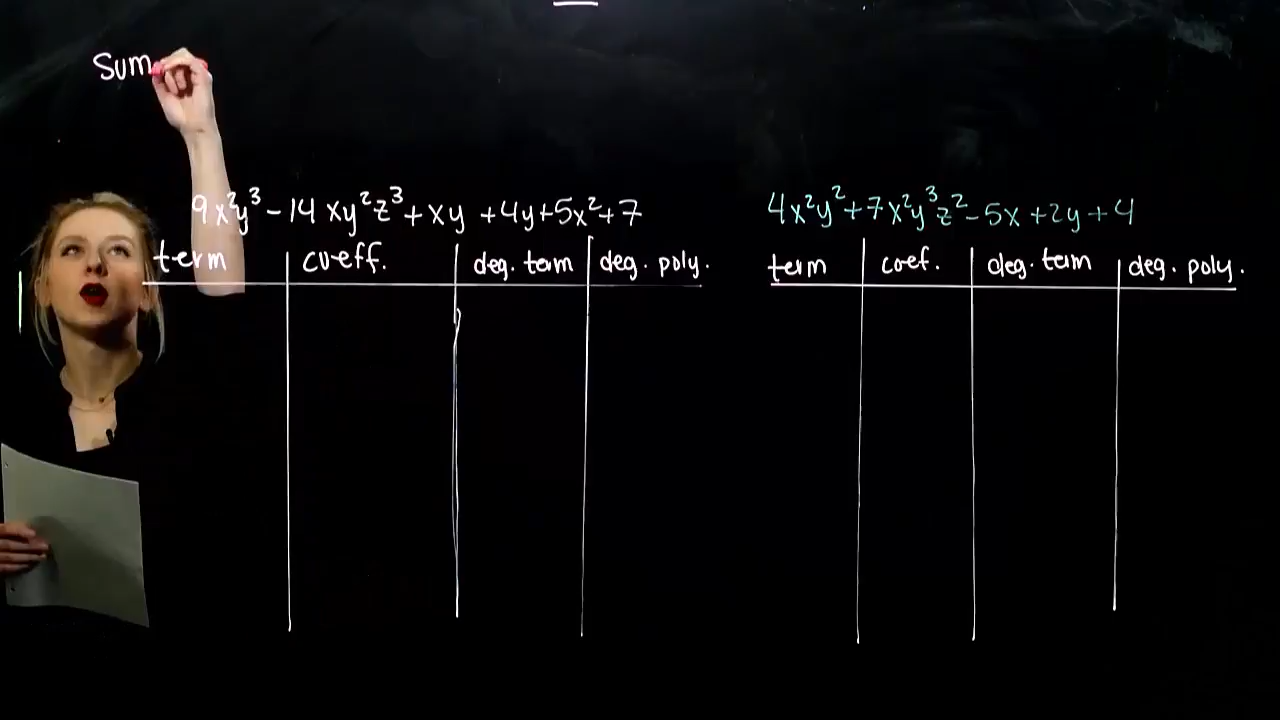 Sum
9x²y³ - 14xy²z³ + xy + 4y + 5x² + 7
4x²y² + 7x²y³z² - 5x + 2y + 4
term coeff. deg. term deg. poly.
term coef. deg. term deg. poly.